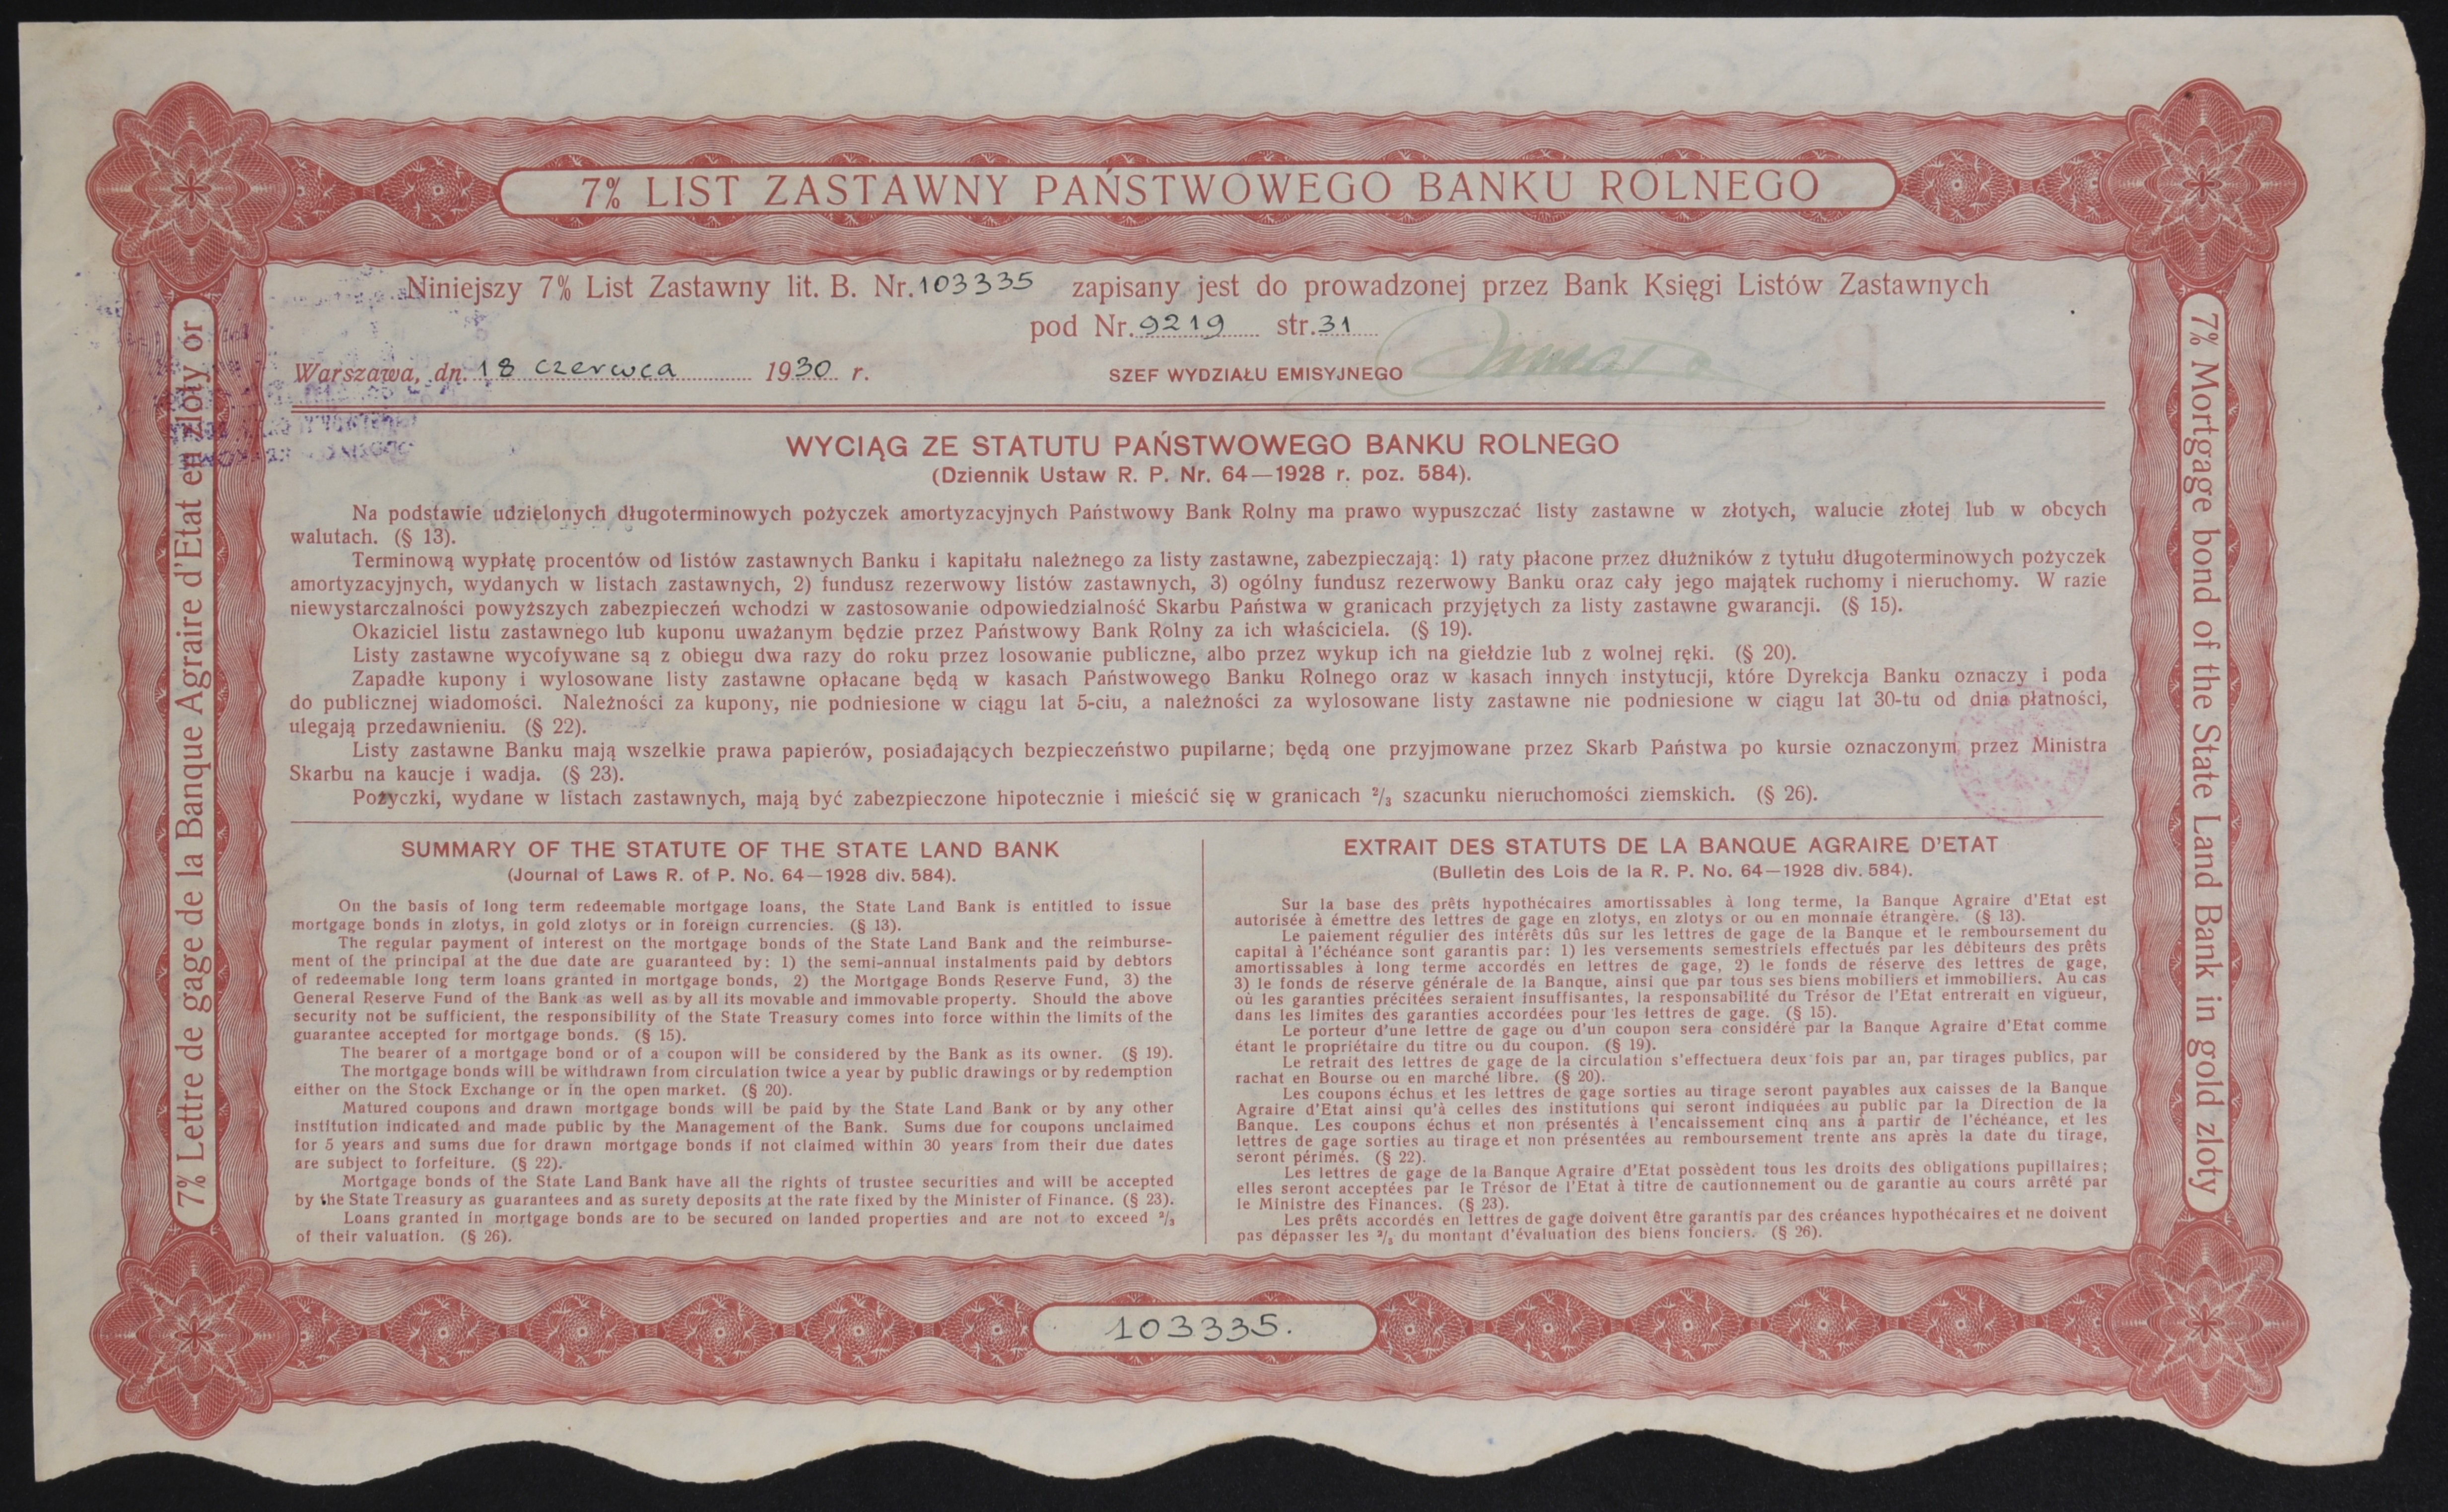 7% LIST ZASTAWNY PAŃSTWOWEGO BANKU ROLNEGO
Niniejszy 7% List Zastawny lit. B. Nr. 103335 zapisany jest do prowadzonej przez Bank Księgi Listów Zastawnych
pod Nr. 9219 str. 31
Warszawa, dn. 18 czerwca 1930 r. SZEF WYDZIAŁU EMISYJNEGO
WYCIĄG ZE STATUTU PAŃSTWOWEGO BANKU ROLNEGO
(Dziennik Ustaw R. P. Nr. 64—1928 r. poz. 584).
Na podstawie udzielonych długoterminowych pożyczek amortyzacyjnych Państwowy Bank Rolny ma prawo wypuszczać listy zastawne w złotych, walucie złotej lub w obcych
walutach. (§ 13).
Terminową wypłatę procentów od listów zastawnych Banku i kapitału należnego za listy zastawne, zabezpieczają: 1) raty płacone przez dłużników z tytułu długoterminowych pożyczek
amortyzacyjnych, wydanych w listach zastawnych, 2) fundusz rezerwowy listów zastawnych, 3) ogólny fundusz rezerwowy Banku oraz cały jego majątek ruchomy i nieruchomy. W razie
niewystarczalności powyższych zabezpieczeń wchodzi w zastosowanie odpowiedzialność Skarbu Państwa w granicach przyjętych za listy zastawne gwarancji. (§ 15).
Okaziciel listu zastawnego lub kuponu uważanym będzie przez Państwowy Bank Rolny za ich właściciela. (§ 19).
Listy zastawne wycofywane są z obiegu dwa razy do roku przez losowanie publiczne, albo przez wykup ich na giełdzie lub z wolnej ręki. (§ 20).
Zapadłe kupony i wylosowane listy zastawne opłacane będą w kasach Państwowego Banku Rolnego oraz w kasach innych instytucji, które Dyrekcja Banku oznaczy i poda
do publicznej wiadomości. Należności za kupony, nie podniesione w ciągu lat 5-ciu, a należności za wylosowane listy zastawne nie podniesione w ciągu lat 30-tu od dnia płatności,
ulegają przedawnieniu. (§ 22).
Listy zastawne Banku mają wszelkie prawa papierów, posiadających bezpieczeństwo pupilarne; będą one przyjmowane przez Skarb Państwa po kursie oznaczonym przez Ministra
Skarbu na kaucje i wadja. (§ 23).
Pożyczki, wydane w listach zastawnych, mają być zabezpieczone hipotecznie i mieścić się w granicach ²/₃ szacunku nieruchomości ziemskich. (§ 26).
SUMMARY OF THE STATUTE OF THE STATE LAND BANK
(Journal of Laws R. of P. No. 64—1928 div. 584).
On the basis of long term redeemable mortgage loans, the State Land Bank is entitled to issue
mortgage bonds in zlotys, in gold zlotys or in foreign currencies. (§ 13).
The regular payment of interest on the mortgage bonds of the State Land Bank and the reimburse-
ment of the principal at the due date are guaranteed by: 1) the semi-annual instalments paid by debtors
of redeemable long term loans granted in mortgage bonds, 2) the Mortgage Bonds Reserve Fund, 3) the
General Reserve Fund of the Bank as well as by all its movable and immovable property. Should the above
security not be sufficient, the responsibility of the State Treasury comes into force within the limits of the
guarantee accepted for mortgage bonds. (§ 15).
The bearer of a mortgage bond or of a coupon will be considered by the Bank as its owner. (§ 19).
The mortgage bonds will be withdrawn from circulation twice a year by public drawings or by redemption
either on the Stock Exchange or in the open market. (§ 20).
Matured coupons and drawn mortgage bonds will be paid by the State Land Bank or by any other
institution indicated and made public by the Management of the Bank. Sums due for coupons unclaimed
for 5 years and sums due for drawn mortgage bonds if not claimed within 30 years from their due dates
are subject to forfeiture. (§ 22).
Mortgage bonds of the State Land Bank have all the rights of trustee securities and will be accepted
by the State Treasury as guarantees and as surety deposits at the rate fixed by the Minister of Finance. (§ 23).
Loans granted in mortgage bonds are to be secured on landed properties and are not to exceed ²/₃
of their valuation. (§ 26).
EXTRAIT DES STATUTS DE LA BANQUE AGRAIRE D'ETAT
(Bulletin des Lois de la R. P. No. 64—1928 div. 584).
Sur la base des prêts hypothécaires amortissables à long terme, la Banque Agraire d'Etat est
autorisée à émettre des lettres de gage en zlotys, en zlotys or ou en monnaie étrangère. (§ 13).
Le paiement régulier des intérêts dûs sur les lettres de gage de la Banque et le remboursement du
capital à l'échéance sont garantis par: 1) les versements semestriels effectués par les débiteurs des prêts
amortissables à long terme accordés en lettres de gage, 2) le fonds de réserve des lettres de gage,
3) le fonds de réserve générale de la Banque, ainsi que par tous ses biens mobiliers et immobiliers. Au cas
où les garanties précitées seraient insuffisantes, la responsabilité du Trésor de l'Etat entrerait en vigueur,
dans les limites des garanties accordées pour les lettres de gage. (§ 15).
Le porteur d'une lettre de gage ou d'un coupon sera considéré par la Banque Agraire d'Etat comme
étant le propriétaire du titre ou du coupon. (§ 19).
Le retrait des lettres de gage de la circulation s'effectuera deux fois par an, par tirages publics, par
rachat en Bourse ou en marché libre. (§ 20).
Les coupons échus et les lettres de gage sorties au tirage seront payables aux caisses de la Banque
Agraire d'Etat ainsi qu'à celles des institutions qui seront indiquées au public par la Direction de la
Banque. Les coupons échus et non présentés à l'encaissement cinq ans à partir de l'échéance, et les
lettres de gage sorties au tirage et non présentées au remboursement trente ans après la date du tirage,
seront périmés. (§ 22).
Les lettres de gage de la Banque Agraire d'Etat possèdent tous les droits des obligations pupillaires;
elles seront acceptées par le Trésor de l'Etat à titre de cautionnement ou de garantie au cours arrêté par
le Ministre des Finances. (§ 23).
Les prêts accordés en lettres de gage doivent être garantis par des créances hypothécaires et ne doivent
pas dépasser les ²/₃ du montant d'évaluation des biens fonciers. (§ 26).
7% Lettre de gage de la Banque Agraire d'Etat en zloty or
7% Mortgage bond of the State Land Bank in gold zloty
103335.